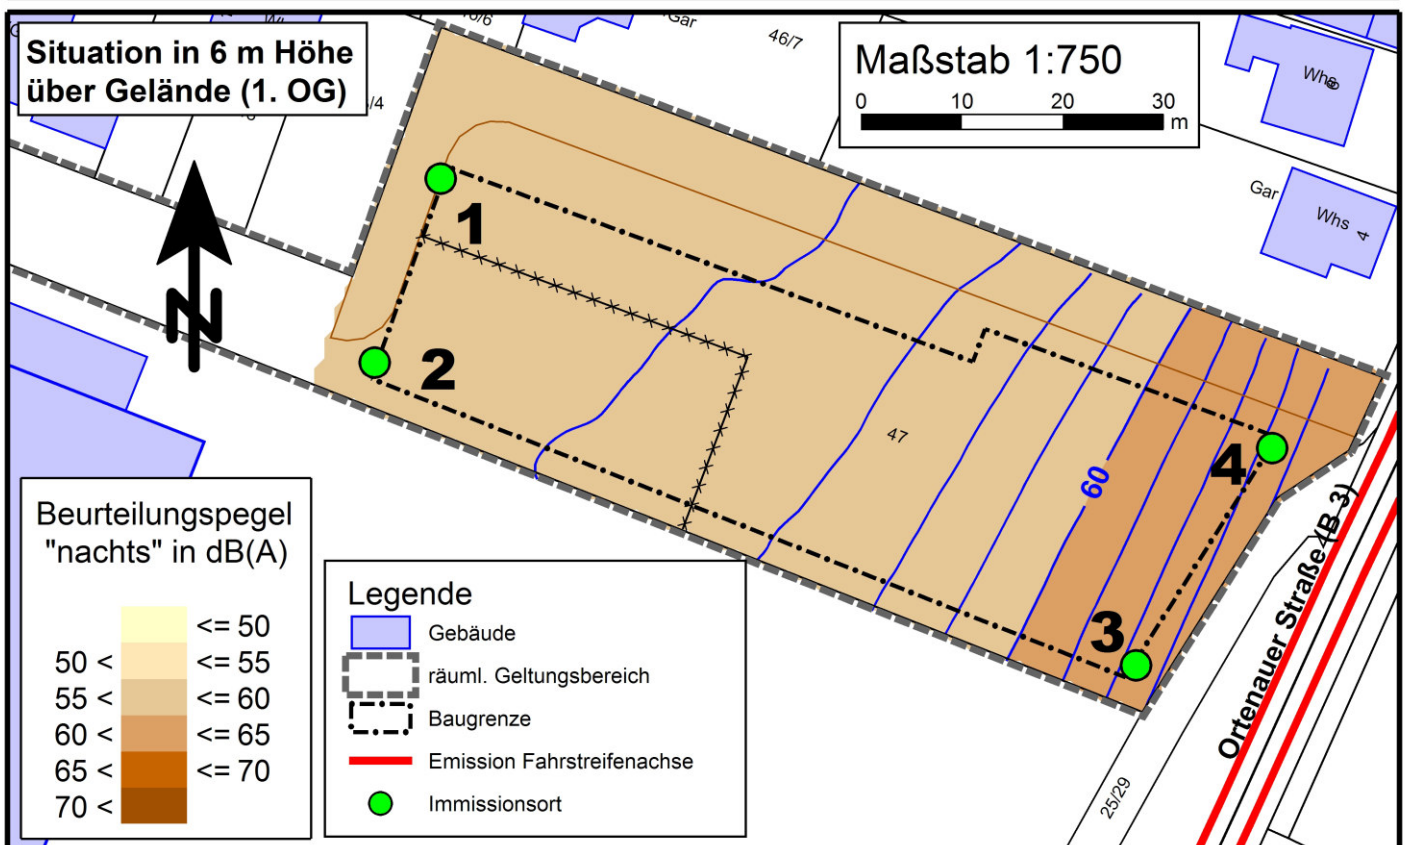 Situation in 6 m Höhe
über Gelände (1. OG)
Gar
46/7
Maßstab 1:750
0 10 20 30
m
Whs
Gar
Whs
4
1
2
47
60
4
3
Ortenauer Straße (B 3)
25/29
N
Beurteilungspegel
"nachts" in dB(A)
<= 50
50 < <= 55
55 < <= 60
60 < <= 65
65 < <= 70
70 <
Legende
Gebäude
räuml. Geltungsbereich
Baugrenze
Emission Fahrstreifenachse
Immissionsort